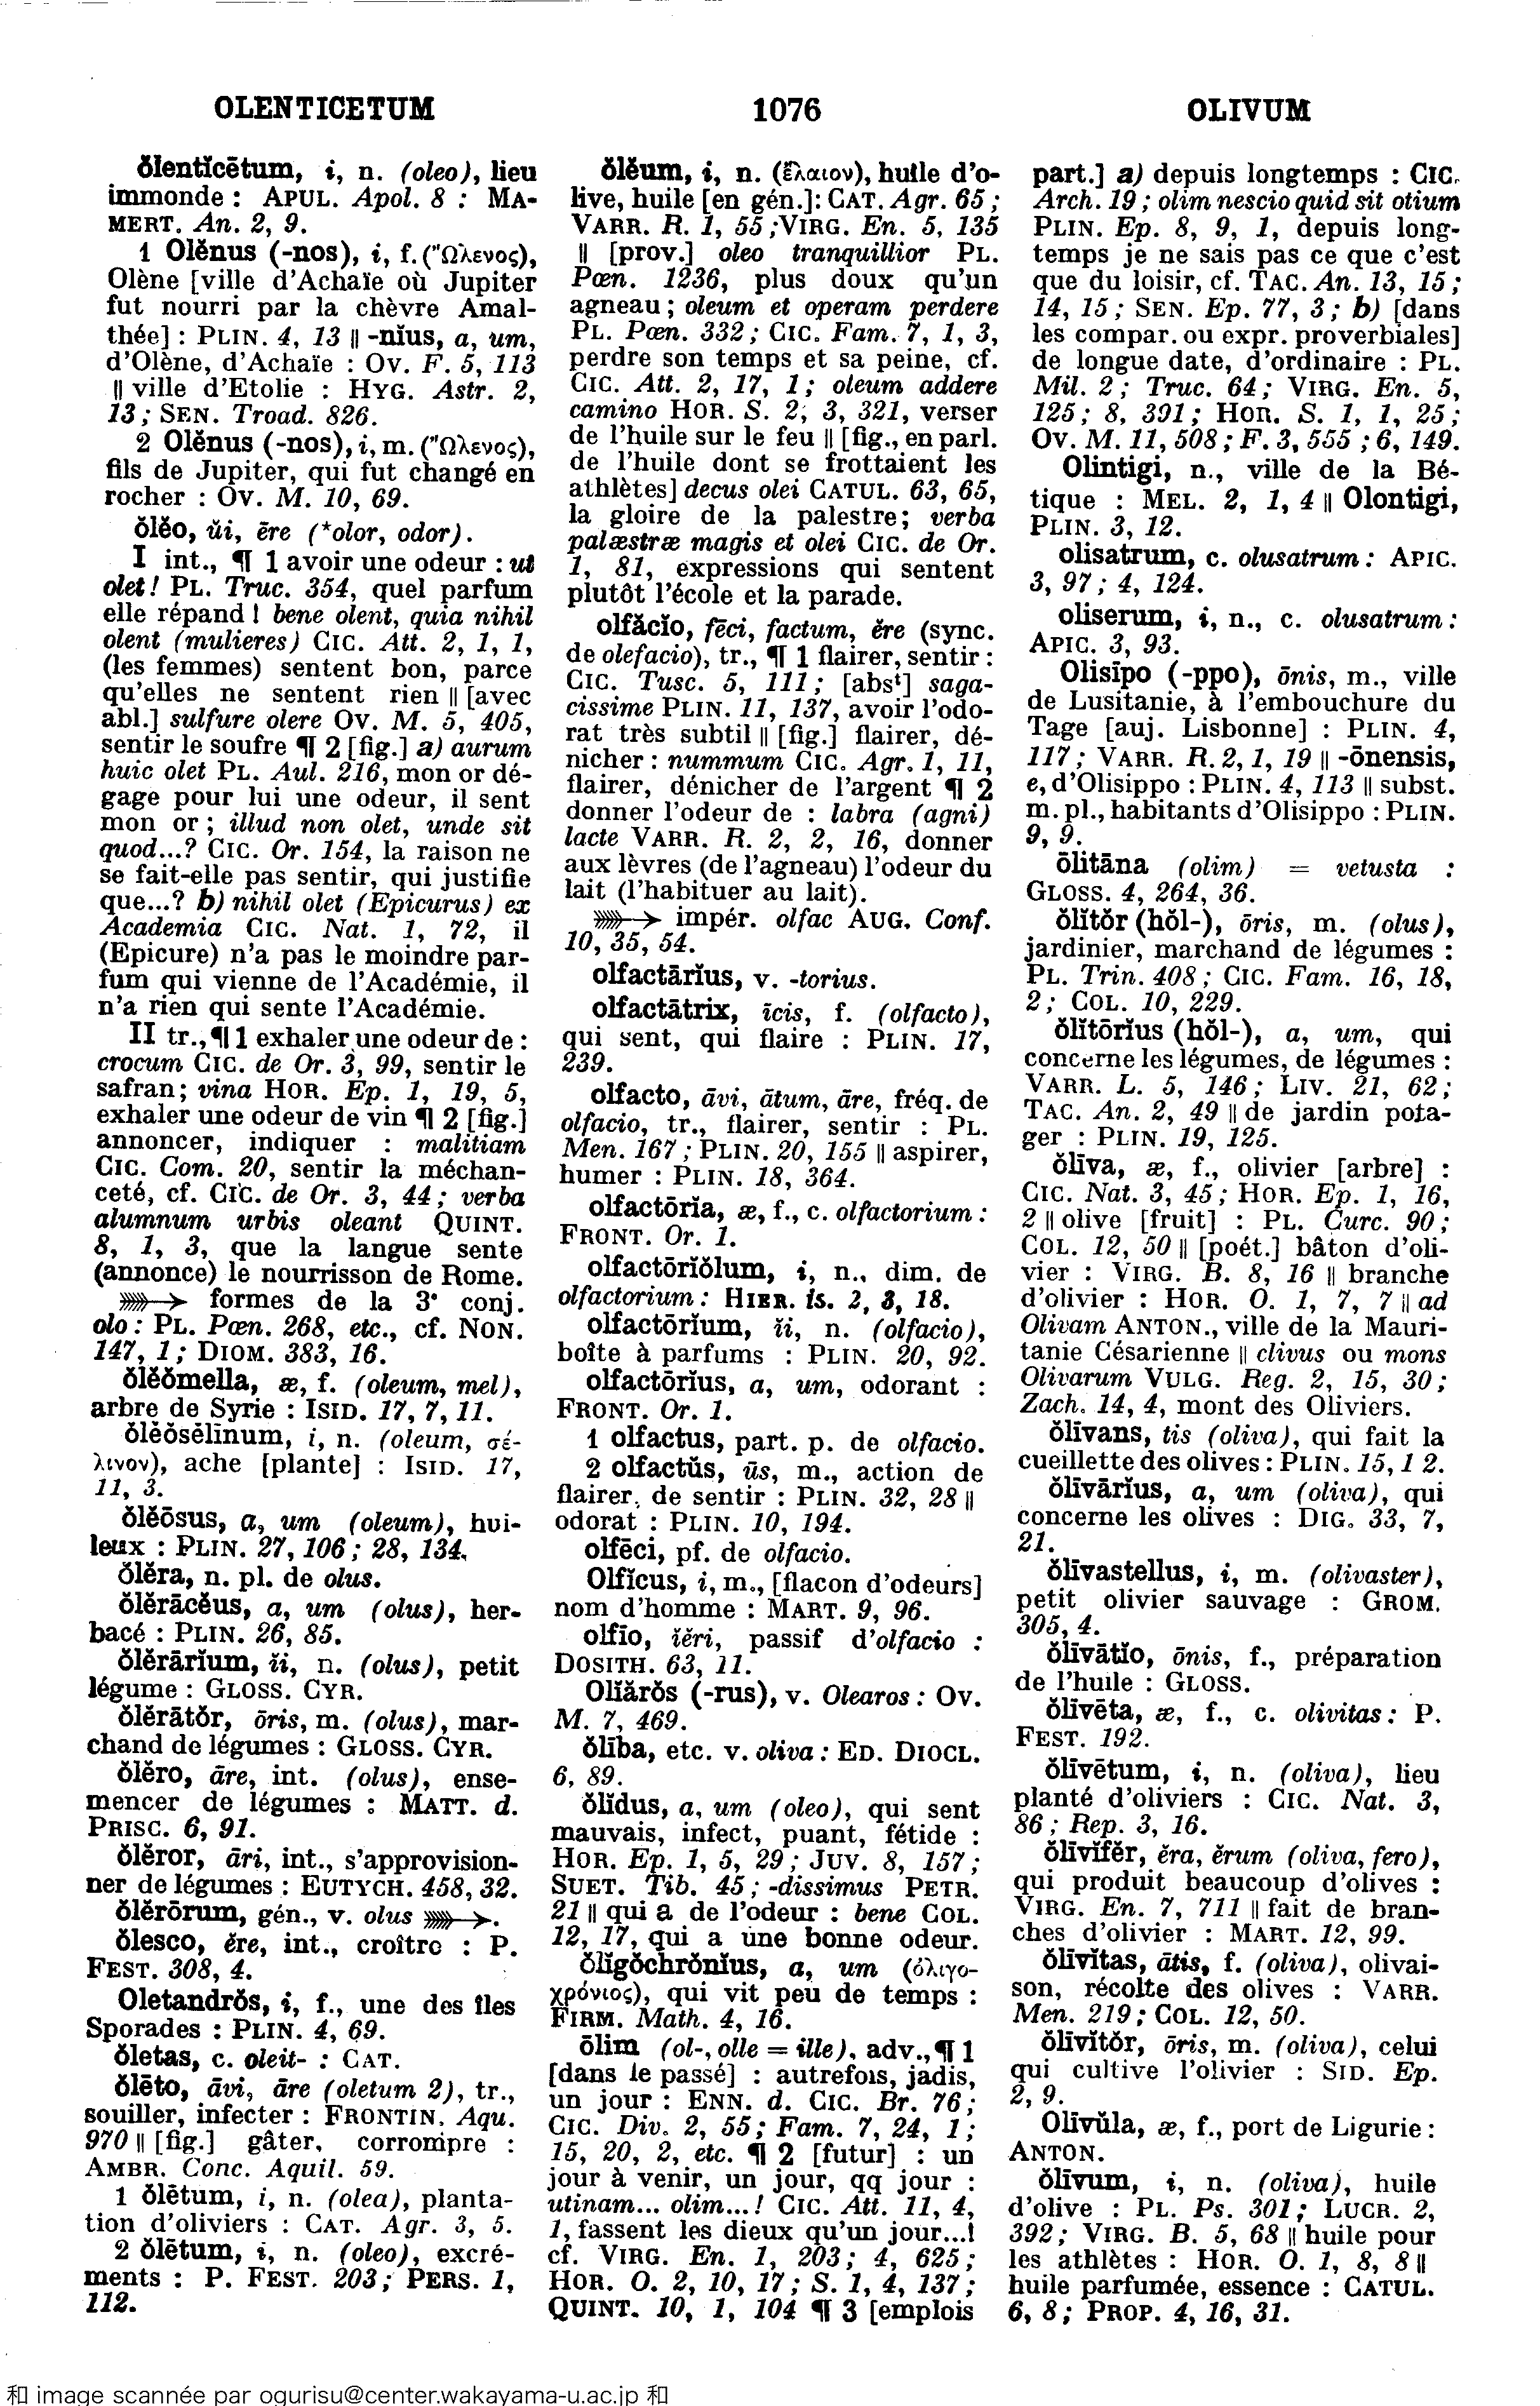 OLENTICETUM 1076 OLIVUM
ŏlentĭcētum, i, n. (oleo), lieu
immonde : APUL. Apol. 8 : MA-
MERT. An. 2, 9.
1 Olĕnus (-nos), i, f. (Ὤλενος),
Olène [ville d'Achaïe où Jupiter
fut nourri par la chèvre Amal-
thée] : PLIN. 4, 13 || -nĭus, a, um,
d'Olène, d'Achaïe : Ov. F. 5, 113
|| ville d'Etolie : HYG. Astr. 2,
13 ; SEN. Troad. 826.
2 Olĕnus (-nos), i, m. (Ὤλενος),
fils de Jupiter, qui fut changé en
rocher : Ov. M. 10, 69.
ŏlĕo, ŭi, ēre (*olor, odor).
I int., ¶ 1 avoir une odeur : ut
olet ! PL. Truc. 354, quel parfum
elle répand ! bene olent, quia nihil
olent (mulieres) CIC. Att. 2, 1, 1,
(les femmes) sentent bon, parce
qu'elles ne sentent rien || [avec
abl.] sulfure olere Ov. M. 5, 405,
sentir le soufre ¶ 2 [fig.] a) aurum
huic olet PL. Aul. 216, mon or dé-
gage pour lui une odeur, il sent
mon or ; illud non olet, unde sit
quod...? CIC. Or. 154, la raison ne
se fait-elle pas sentir, qui justifie
que...? b) nihil olet (Epicurus) ex
Academia CIC. Nat. 1, 72, il
(Epicure) n'a pas le moindre par-
fum qui vienne de l'Académie, il
n'a rien qui sente l'Académie.
II tr., ¶ 1 exhaler une odeur de :
crocum CIC. de Or. 3, 99, sentir le
safran ; vina HOR. Ep. 1, 19, 5,
exhaler une odeur de vin ¶ 2 [fig.]
annoncer, indiquer : malitiam
CIC. Com. 20, sentir la méchan-
ceté, cf. CIC. de Or. 3, 44 ; verba
alumnum urbis oleant QUINT.
8, 1, 3, que la langue sente
(annonce) le nourrisson de Rome.
⟶ formes de la 3e conj.
olo : PL. Pœn. 268, etc., cf. NON.
147, 1 ; DIOM. 383, 16.
ŏlĕŏmella, æ, f. (oleum, mel),
arbre de Syrie : ISID. 17, 7, 11.
ŏlĕŏsĕlīnum, i, n. (oleum, σέ-
λινον), ache [plante] : ISID. 17,
11, 3.
ŏlĕōsus, a, um (oleum), hui-
leux : PLIN. 27, 106 ; 28, 134.
ŏlĕra, n. pl. de olus.
ŏlĕrācĕus, a, um (olus), her-
bacé : PLIN. 26, 85.
ŏlĕrārĭum, ĭi, n. (olus), petit
légume : GLOSS. CYR.
ŏlĕrātŏr, ōris, m. (olus), mar-
chand de légumes : GLOSS. CYR.
ŏlĕro, āre, int. (olus), ense-
mencer de légumes : MATT. d.
PRISC. 6, 91.
ŏlĕror, āri, int., s'approvision-
ner de légumes : EUTYCH. 458, 32.
ŏlĕrōrum, gén., v. olus ⟶.
ŏlesco, ĕre, int., croître : P.
FEST. 308, 4.
Oletandrŏs, i, f., une des îles
Sporades : PLIN. 4, 69.
ŏletas, c. oleit- : CAT.
ŏlēto, āvi, āre (oletum 2), tr.,
souiller, infecter : FRONTIN. Aqu.
970 || [fig.] gâter, corrompre :
AMBR. Conc. Aquil. 59.
1 ŏlētum, i, n. (olea), planta-
tion d'oliviers : CAT. Agr. 3, 5.
2 ŏlētum, i, n. (oleo), excré-
ments : P. FEST. 203 ; PERS. 1,
112.
ŏlĕum, i, n. (ἔλαιον), huile d'o-
live, huile [en gén.] : CAT. Agr. 65 ;
VARR. R. 1, 55 ; VIRG. En. 5, 135
|| [prov.] oleo tranquillior PL.
Pœn. 1236, plus doux qu'un
agneau ; oleum et operam perdere
PL. Pœn. 332 ; CIC. Fam. 7, 1, 3,
perdre son temps et sa peine, cf.
CIC. Att. 2, 17, 1 ; oleum addere
camino HOR. S. 2, 3, 321, verser
de l'huile sur le feu || [fig., en parl.
de l'huile dont se frottaient les
athlètes] decus olei CATUL. 63, 65,
la gloire de la palestre ; verba
palæstræ magis et olei CIC. de Or.
1, 81, expressions qui sentent
plutôt l'école et la parade.
olfăcĭo, fēci, factum, ĕre (sync.
de olefacio), tr., ¶ 1 flairer, sentir :
CIC. Tusc. 5, 111 ; [abst] saga-
cissime PLIN. 11, 137, avoir l'odo-
rat très subtil || [fig.] flairer, dé-
nicher : nummum CIC. Agr. 1, 11,
flairer, dénicher de l'argent ¶ 2
donner l'odeur de : labra (agni)
lacte VARR. R. 2, 2, 16, donner
aux lèvres (de l'agneau) l'odeur du
lait (l'habituer au lait).
⟶ impér. olfac AUG. Conf.
10, 35, 54.
olfactārĭus, v. -torius.
olfactātrix, īcis, f. (olfacto),
qui sent, qui flaire : PLIN. 17,
239.
olfacto, āvi, ātum, āre, fréq. de
olfacio, tr., flairer, sentir : PL.
Men. 167 ; PLIN. 20, 155 || aspirer,
humer : PLIN. 18, 364.
olfactōrĭa, æ, f., c. olfactorium :
FRONT. Or. 1.
olfactōrĭŏlum, i, n., dim. de
olfactorium : HIER. is. 2, 3, 18.
olfactōrĭum, ĭi, n. (olfacio),
boîte à parfums : PLIN. 20, 92.
olfactōrĭus, a, um, odorant :
FRONT. Or. 1.
1 olfactus, part. p. de olfacio.
2 olfactŭs, ūs, m., action de
flairer, de sentir : PLIN. 32, 28 ||
odorat : PLIN. 10, 194.
olfēci, pf. de olfacio.
Olfĭcus, i, m., [flacon d'odeurs]
nom d'homme : MART. 9, 96.
olfīo, ĭĕri, passif d'olfacio :
DOSITH. 63, 11.
Olĭărŏs (-rus), v. Olearos : Ov.
M. 7, 469.
ŏlība, etc. v. oliva : ED. DIOCL.
6, 89.
ŏlĭdus, a, um (oleo), qui sent
mauvais, infect, puant, fétide :
HOR. Ep. 1, 5, 29 ; JUV. 8, 157 ;
SUET. Tib. 45 ; -dissimus PETR.
21 || qui a de l'odeur : bene COL.
12, 17, qui a une bonne odeur.
ŏlĭgŏchrŏnĭus, a, um (ὀλιγο-
χρόνιος), qui vit peu de temps :
FIRM. Math. 4, 16.
ōlim (ol-, olle = ille), adv., ¶ 1
[dans le passé] : autrefois, jadis,
un jour : ENN. d. CIC. Br. 76 ;
CIC. Div. 2, 55 ; Fam. 7, 24, 1 ;
15, 20, 2, etc. ¶ 2 [futur] : un
jour à venir, un jour, qq jour :
utinam... olim...! CIC. Att. 11, 4,
1, fassent les dieux qu'un jour...!
cf. VIRG. En. 1, 203 ; 4, 625 ;
HOR. O. 2, 10, 17 ; S. 1, 4, 137 ;
QUINT. 10, 1, 104 ¶ 3 [emplois
part.] a) depuis longtemps : CIC.
Arch. 19 ; olim nescio quid sit otium
PLIN. Ep. 8, 9, 1, depuis long-
temps je ne sais pas ce que c'est
que du loisir, cf. TAC. An. 13, 15 ;
14, 15 ; SEN. Ep. 77, 3 ; b) [dans
les compar. ou expr. proverbiales]
de longue date, d'ordinaire : PL.
Mil. 2 ; Truc. 64 ; VIRG. En. 5,
125 ; 8, 391 ; HOR. S. 1, 1, 25 ;
Ov. M. 11, 508 ; F. 3, 555 ; 6, 149.
Olintigi, n., ville de la Bé-
tique : MEL. 2, 1, 4 || Olontigi,
PLIN. 3, 12.
olisatrum, c. olusatrum : APIC.
3, 97 ; 4, 124.
oliserum, i, n., c. olusatrum :
APIC. 3, 93.
Olisīpo (-ppo), ōnis, m., ville
de Lusitanie, à l'embouchure du
Tage [auj. Lisbonne] : PLIN. 4,
117 ; VARR. R. 2, 1, 19 || -ōnensis,
e, d'Olisippo : PLIN. 4, 113 || subst.
m. pl., habitants d'Olisippo : PLIN.
9, 9.
ōlitāna (olim) = vetusta :
GLOSS. 4, 264, 36.
ŏlĭtŏr (hŏl-), ōris, m. (olus),
jardinier, marchand de légumes :
PL. Trin. 408 ; CIC. Fam. 16, 18,
2 ; COL. 10, 229.
ŏlĭtōrĭus (hŏl-), a, um, qui
concerne les légumes, de légumes :
VARR. L. 5, 146 ; LIV. 21, 62 ;
TAC. An. 2, 49 || de jardin pota-
ger : PLIN. 19, 125.
ŏlīva, æ, f., olivier [arbre] :
CIC. Nat. 3, 45 ; HOR. Ep. 1, 16,
2 || olive [fruit] : PL. Curc. 90 ;
COL. 12, 50 || [poét.] bâton d'oli-
vier : VIRG. B. 8, 16 || branche
d'olivier : HOR. O. 1, 7, 7 || ad
Olivam ANTON., ville de la Mauri-
tanie Césarienne || clivus ou mons
Olivarum VULG. Reg. 2, 15, 30 ;
Zach. 14, 4, mont des Oliviers.
ŏlīvans, tis (oliva), qui fait la
cueillette des olives : PLIN. 15, 1 2.
ŏlīvārĭus, a, um (oliva), qui
concerne les olives : DIG. 33, 7,
21.
ŏlīvastellus, i, m. (olivaster),
petit olivier sauvage : GROM.
305, 4.
ŏlīvātĭo, ōnis, f., préparation
de l'huile : GLOSS.
ŏlīvēta, æ, f., c. olivitas : P.
FEST. 192.
ŏlīvētum, i, n. (oliva), lieu
planté d'oliviers : CIC. Nat. 3,
86 ; Rep. 3, 16.
ŏlīvĭfĕr, ĕra, ĕrum (oliva, fero),
qui produit beaucoup d'olives :
VIRG. En. 7, 711 || fait de bran-
ches d'olivier : MART. 12, 99.
ŏlīvĭtas, ātis, f. (oliva), olivai-
son, récolte des olives : VARR.
Men. 219 ; COL. 12, 50.
ŏlīvĭtŏr, ōris, m. (oliva), celui
qui cultive l'olivier : SID. Ep.
2, 9.
Olīvŭla, æ, f., port de Ligurie :
ANTON.
ŏlīvum, i, n. (oliva), huile
d'olive : PL. Ps. 301 ; LUCR. 2,
392 ; VIRG. B. 5, 68 || huile pour
les athlètes : HOR. O. 1, 8, 8 ||
huile parfumée, essence : CATUL.
6, 8 ; PROP. 4, 16, 31.
和 image scannée par ogurisu@center.wakayama-u.ac.jp 和